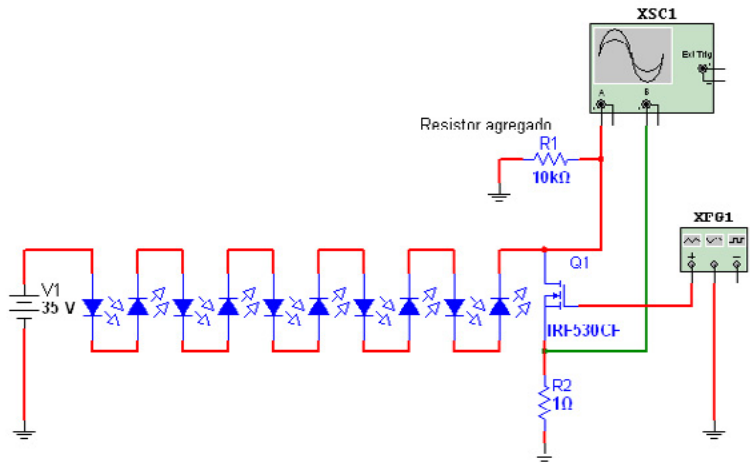 XSC1
Ext Trig
A
B
Resistor agregado
R1
10kΩ
XFG1
V1
35 V
Q1
IRF530CF
R2
1Ω